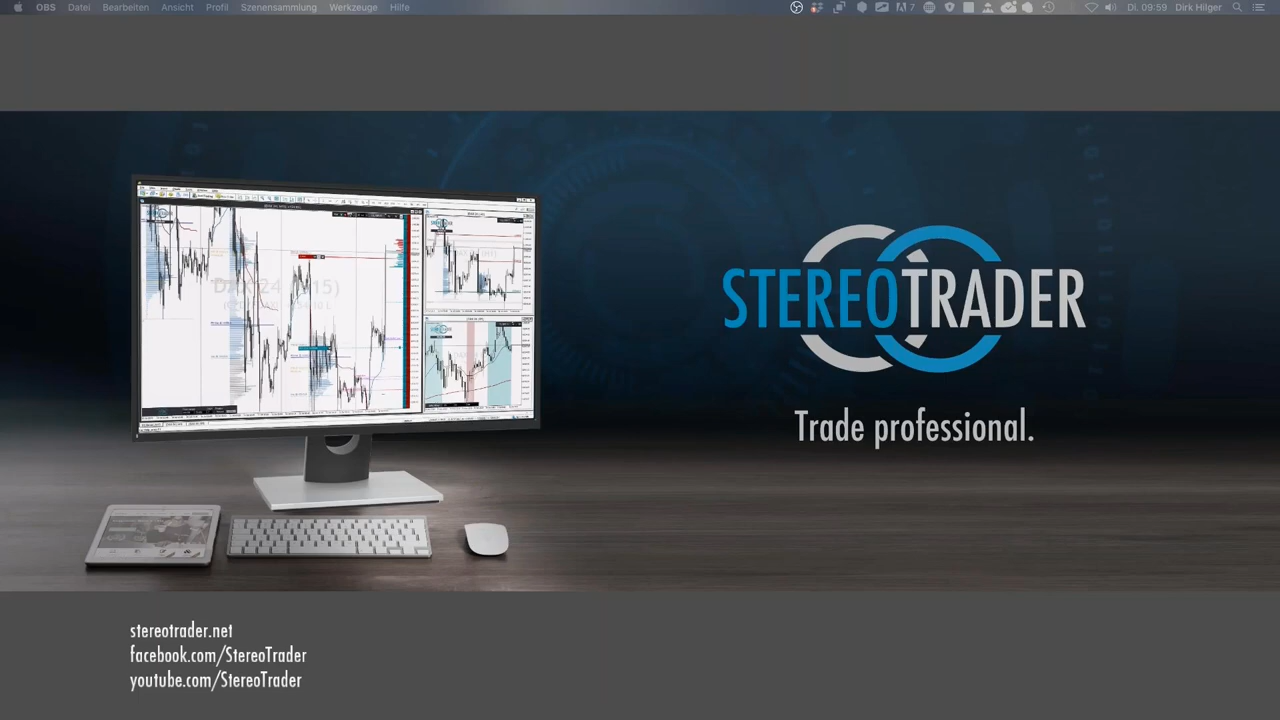 OBS Datei Bearbeiten Ansicht Profil Szenensammlung Werkzeuge Hilfe 7 Di. 09:59 Dirk Hilger
STEREOTRADER
Trade professional.
stereotrader.net
facebook.com/StereoTrader
youtube.com/StereoTrader